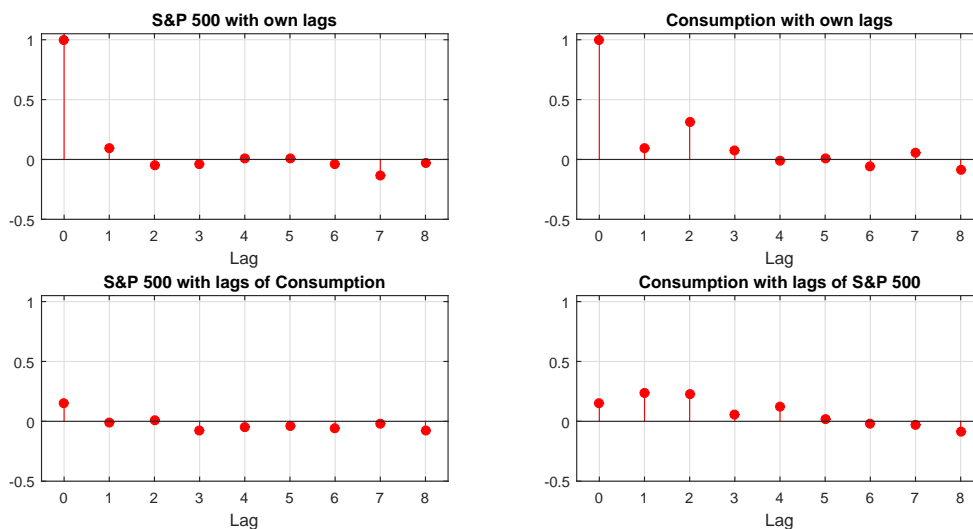 S&P 500 with own lags
1
0.5
0
-0.5
0 1 2 3 4 5 6 7 8
Lag
Consumption with own lags
1
0.5
0
-0.5
0 1 2 3 4 5 6 7 8
Lag
S&P 500 with lags of Consumption
1
0.5
0
-0.5
0 1 2 3 4 5 6 7 8
Lag
Consumption with lags of S&P 500
1
0.5
0
-0.5
0 1 2 3 4 5 6 7 8
Lag